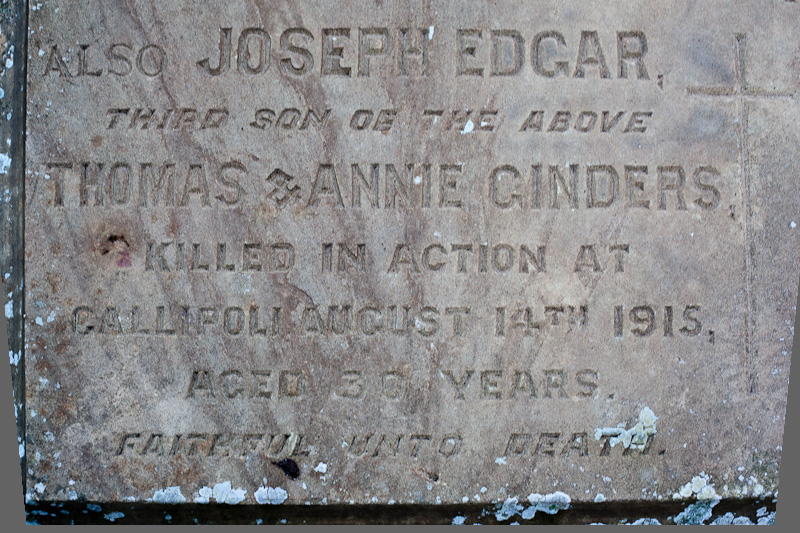 ALSO JOSEPH EDGAR,
THIRD SON OF THE ABOVE
THOMAS & ANNIE GINDERS,
KILLED IN ACTION AT
GALLIPOLI AUGUST 14TH 1915,
AGED 30 YEARS.
FAITHFUL UNTO DEATH.